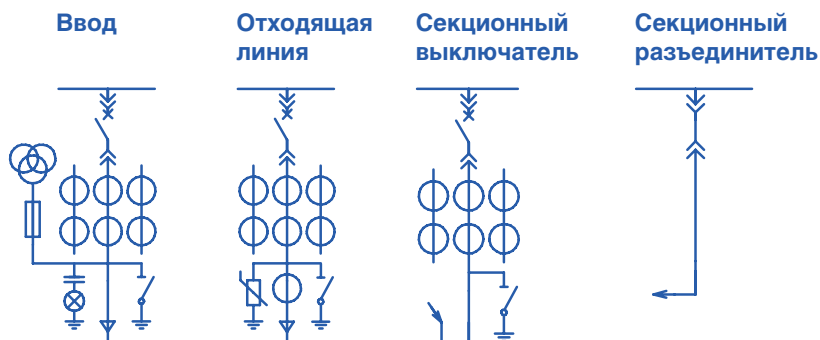 Ввод
Отходящая
линия
Секционный
выключатель
Секционный
разъединитель